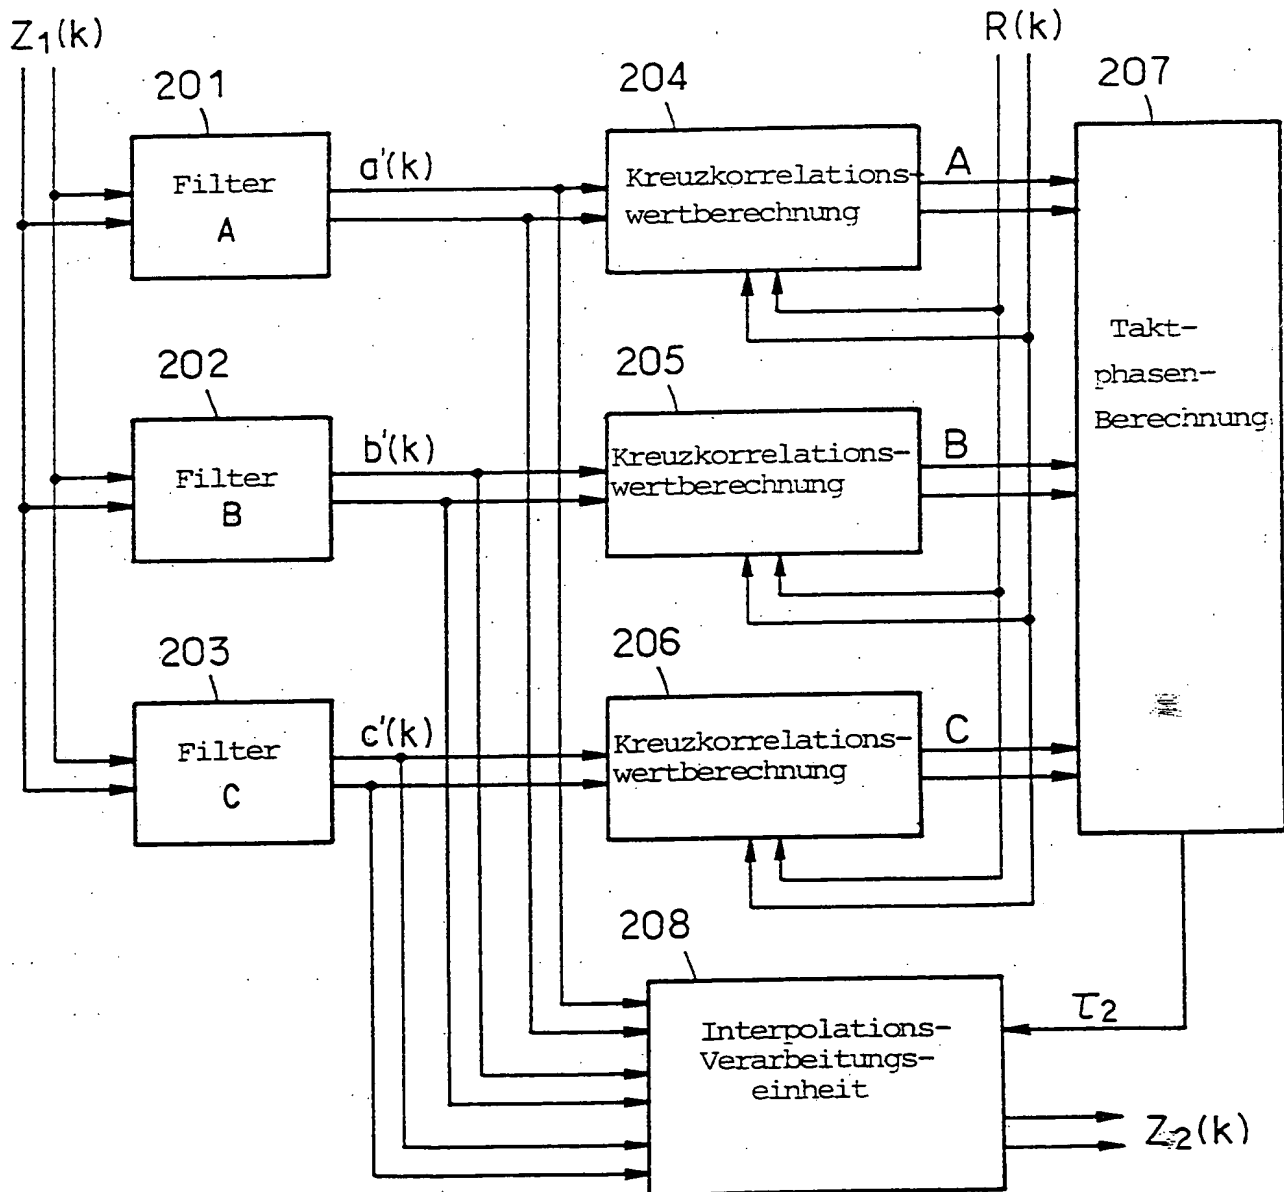 Z1(k)
R(k)
201
204
207
Filter
A
a'(k)
Kreuzkorrelations-
wertberechnung
A
Takt-
phasen-
Berechnung
202
205
Filter
B
b'(k)
Kreuzkorrelations-
wertberechnung
B
203
206
Filter
C
c'(k)
Kreuzkorrelations-
wertberechnung
C
208
Interpolations-
Verarbeitungs-
einheit
τ2
Z2(k)